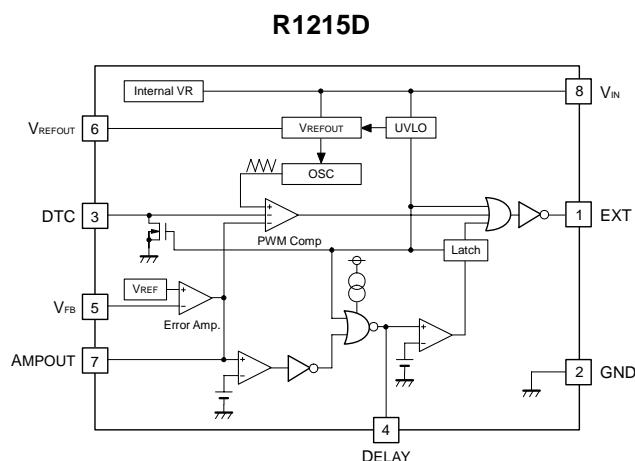 R1215D
Internal VR
8
VIN
VREFOUT
6
VREFOUT
UVLO
OSC
DTC
3
+
−
−
PWM Comp
1
EXT
Latch
VREF
+
−
VFB
5
Error Amp.
AMPOUT
7
+
−
+
−
2
GND
4
DELAY